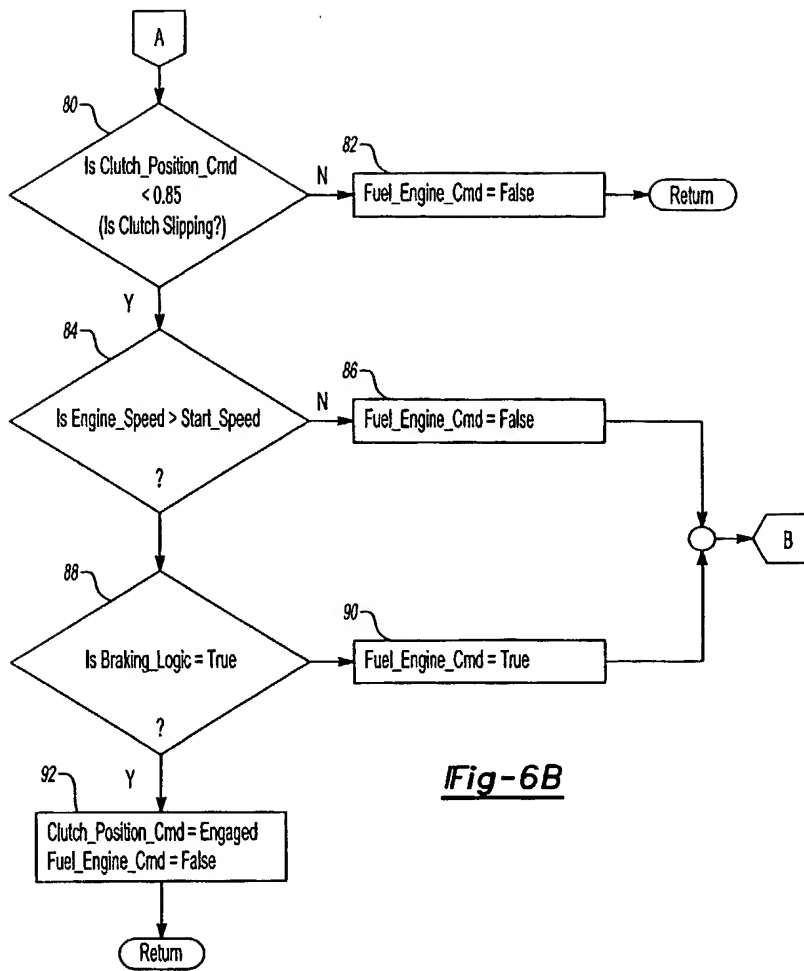 A
80
Is Clutch_Position_Cmd
< 0.85
(Is Clutch Slipping?)
N
82
Fuel_Engine_Cmd = False
Return
Y
84
Is Engine_Speed > Start_Speed
?
N
86
Fuel_Engine_Cmd = False
B
88
Is Braking_Logic = True
?
90
Fuel_Engine_Cmd = True
Y
92
Clutch_Position_Cmd = Engaged
Fuel_Engine_Cmd = False
Return
Fig-6B